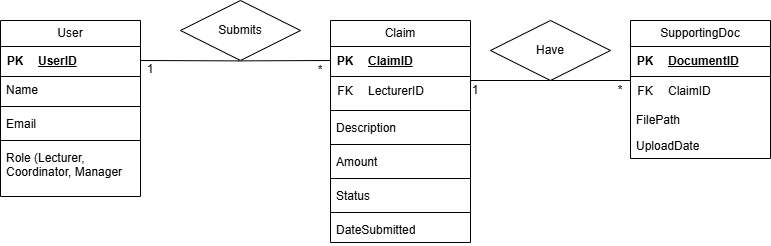 User
PK UserID
Name
Email
Role (Lecturer,
Coordinator, Manager
Submits
1
*
Claim
PK ClaimID
FK LecturerID
Description
Amount
Status
DateSubmitted
Have
1
*
SupportingDoc
PK DocumentID
FK ClaimID
FilePath
UploadDate